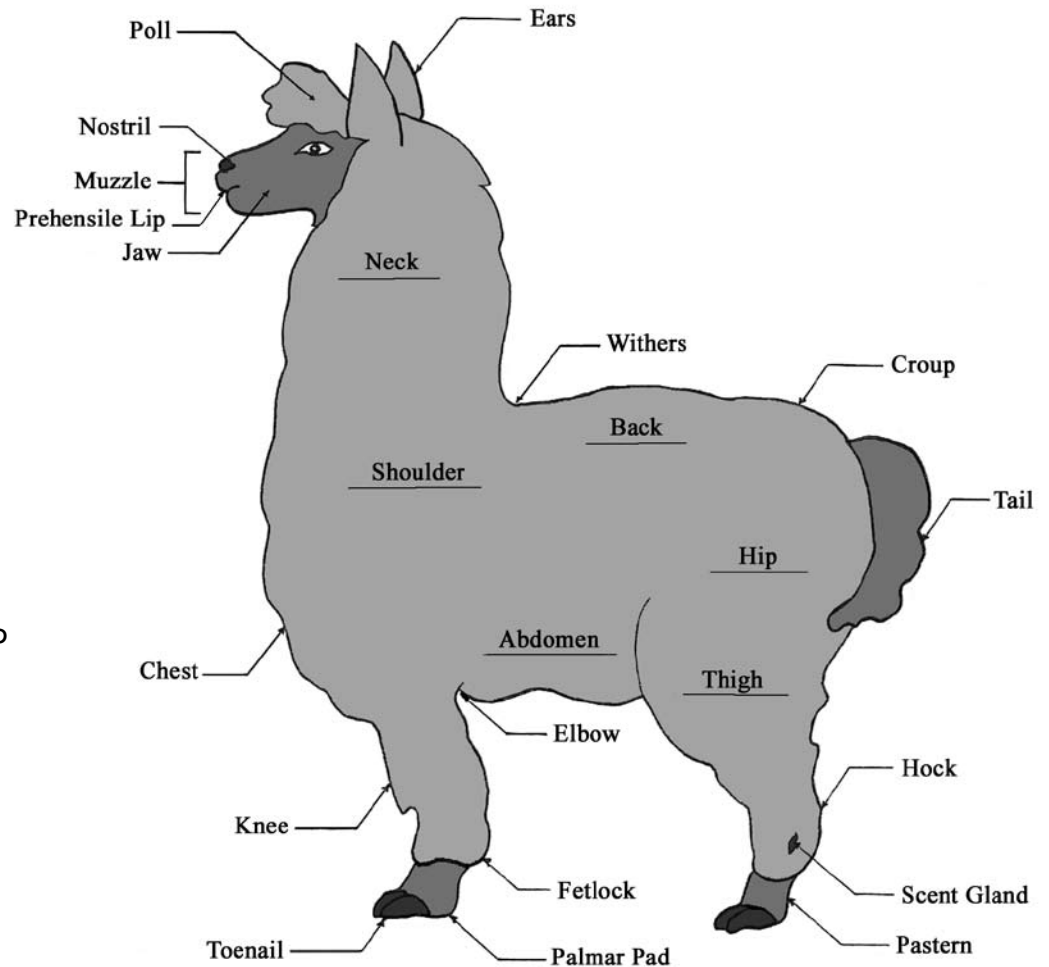 Ears
Poll
Nostril
Muzzle
Prehensile Lip
Jaw
Neck
Withers
Croup
Back
Shoulder
Tail
Hip
Abdomen
Chest
Thigh
Elbow
Hock
Knee
Fetlock
Scent Gland
Toenail
Palmar Pad
Pastern